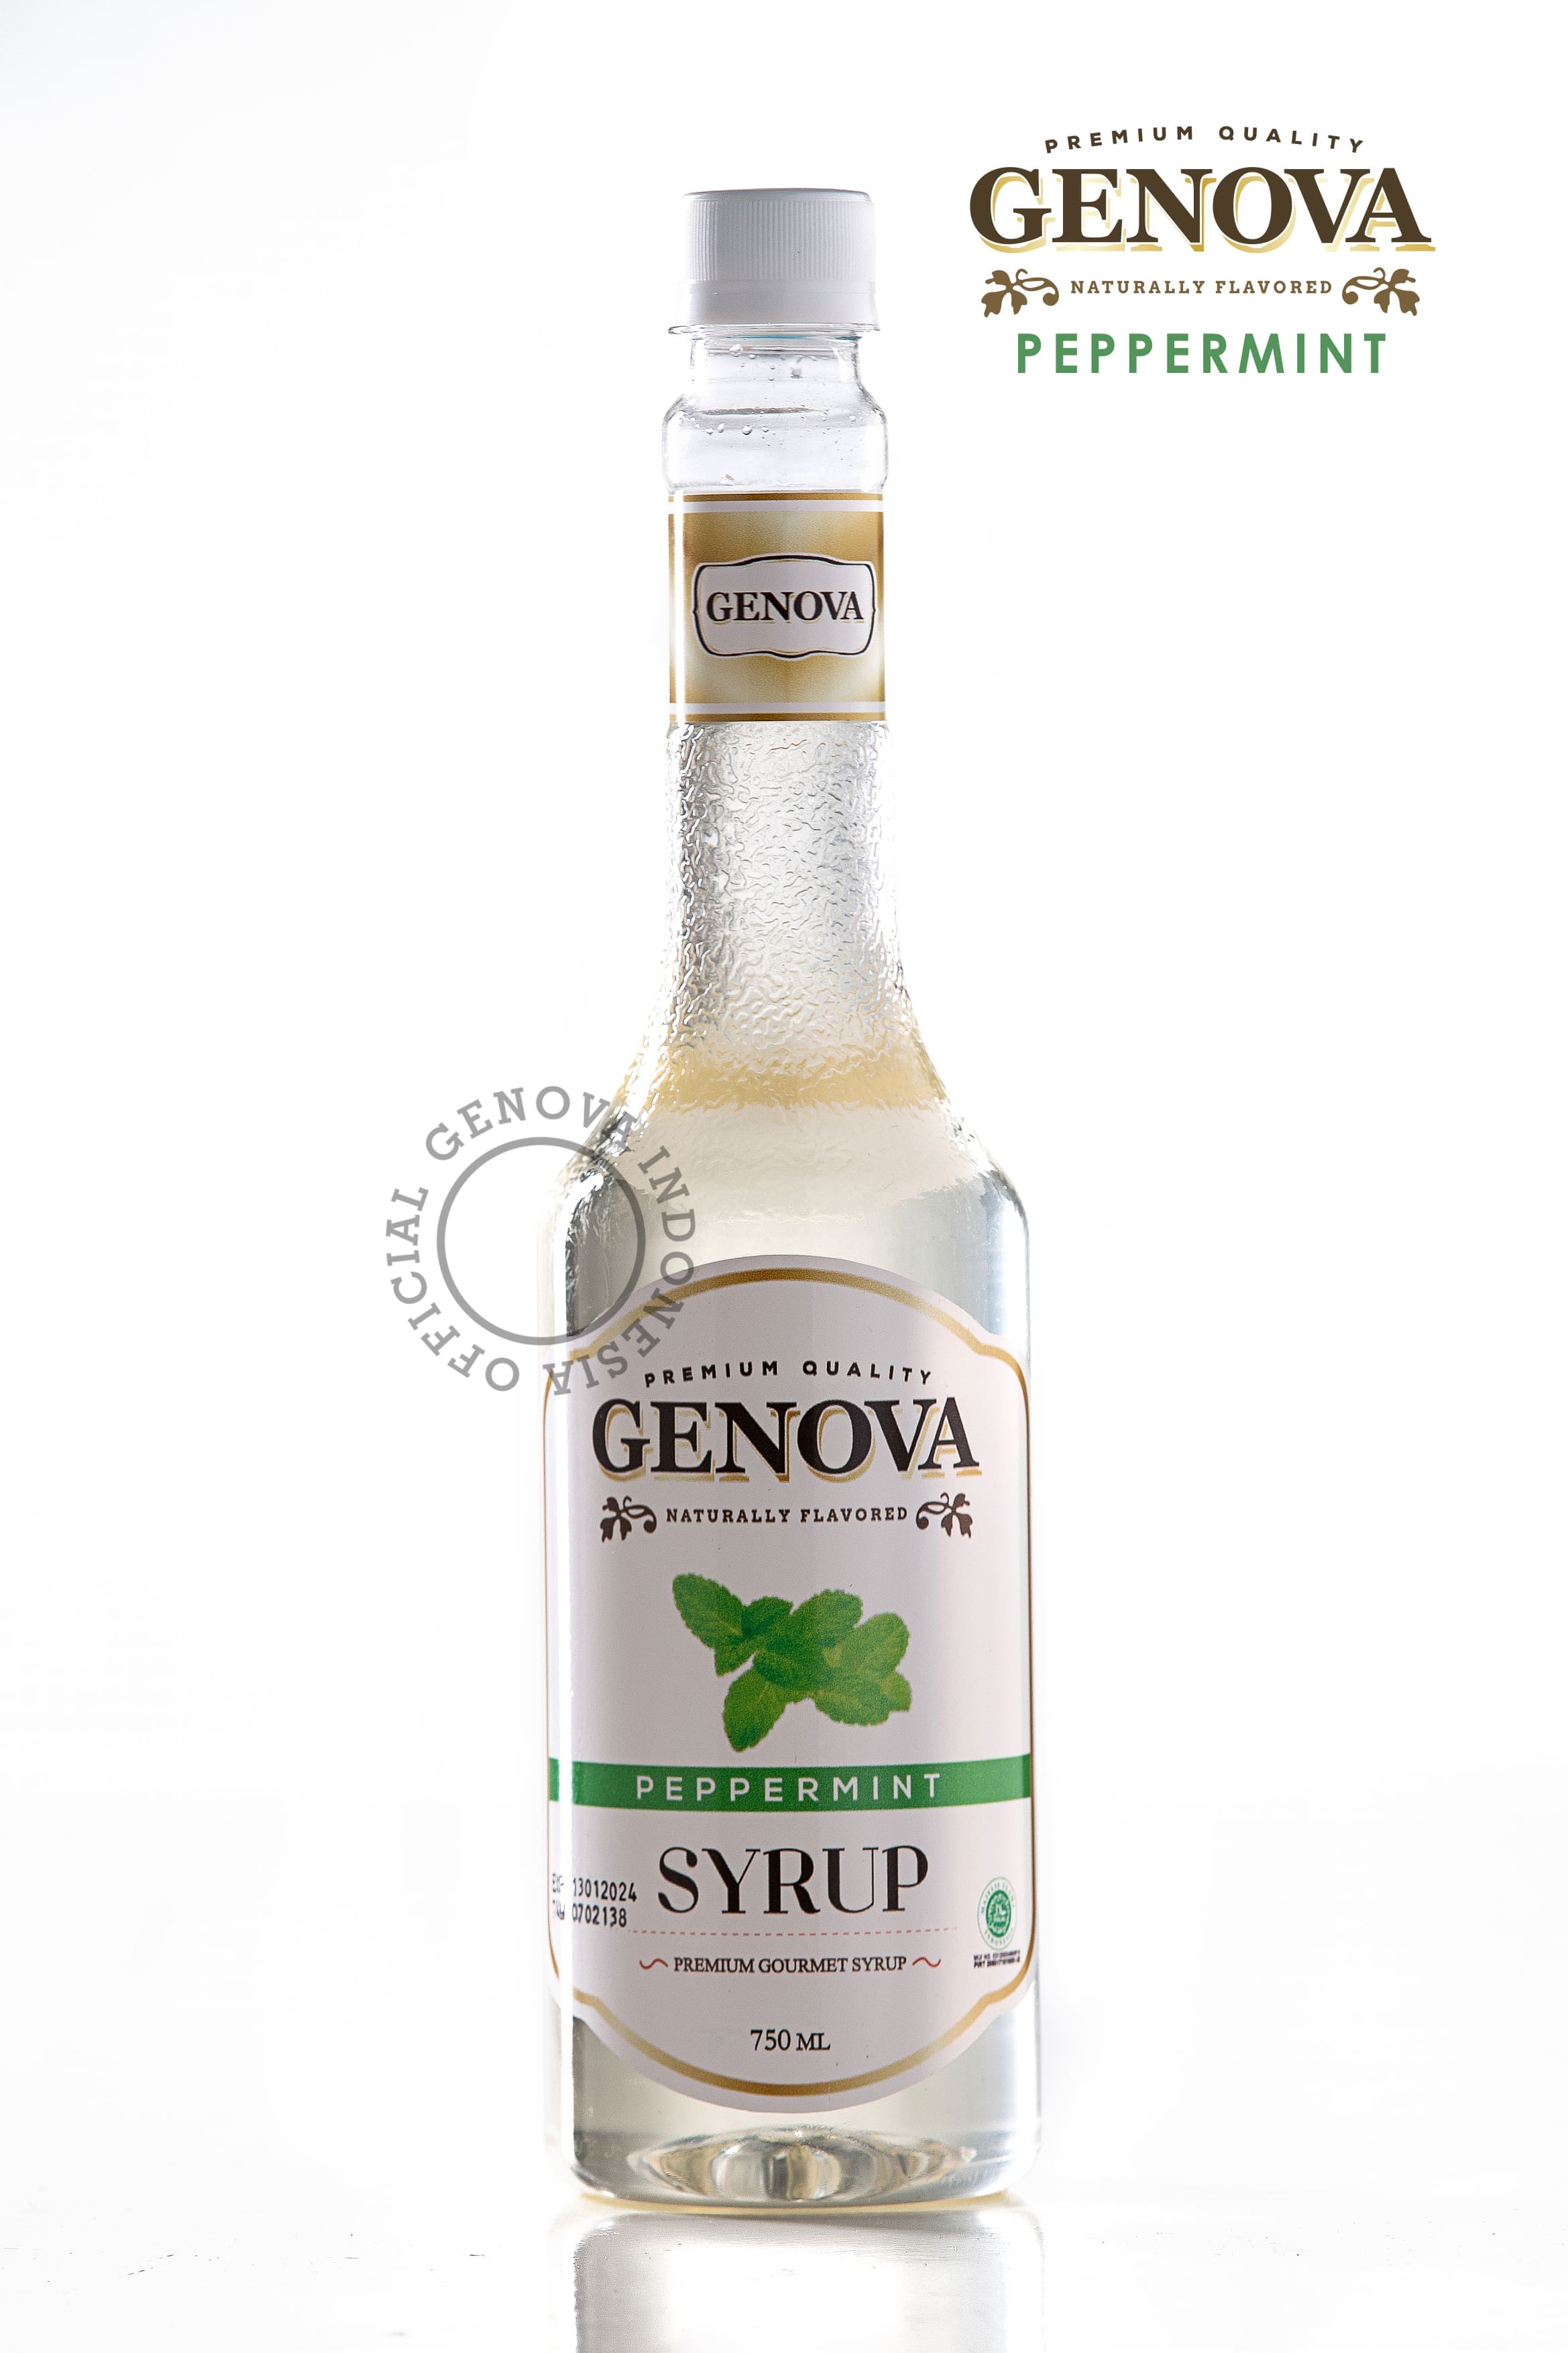 PREMIUM QUALITY
GENOVA
NATURALLY FLAVORED
PEPPERMINT
GENOVA
OFFICIAL GENOVA INDONESIA
PREMIUM QUALITY
GENOVA
NATURALLY FLAVORED
PEPPERMINT
SYRUP
13012024
0702138
PREMIUM GOURMET SYRUP
750 ML